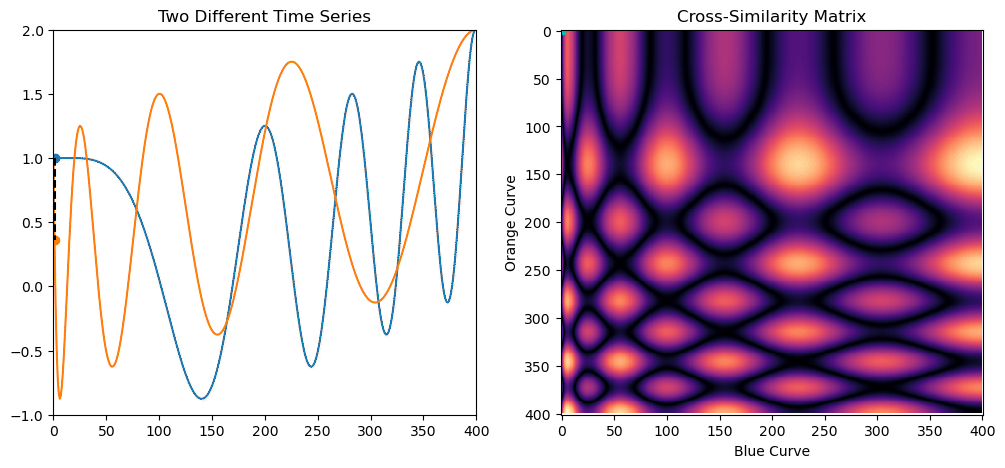 Two Different Time Series
2.0
1.5
1.0
0.5
0.0
−0.5
−1.0
0 50 100 150 200 250 300 350 400
Cross-Similarity Matrix
Orange Curve
0
50
100
150
200
250
300
350
400
0 50 100 150 200 250 300 350 400
Blue Curve